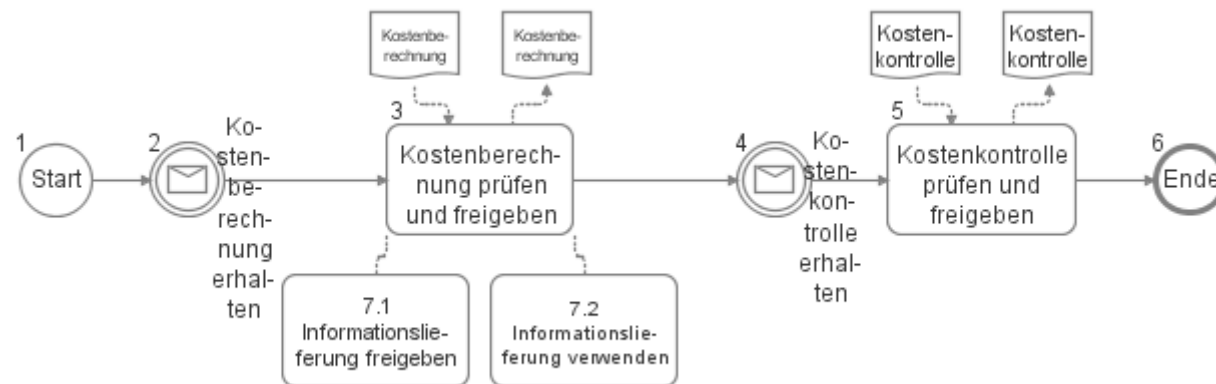 Kostenbe-
rechnung
Kostenbe-
rechnung
Kosten-
kontrolle
Kosten-
kontrolle
1
Start
2
Ko-
sten-
be-
rech-
nung
erhal-
ten
3
Kostenberech-
nung prüfen
und freigeben
4
Ko-
sten-
kon-
trolle
erhal-
ten
5
Kostenkontrolle
prüfen und
freigeben
6
Ende
7.1
Informationslie-
ferung freigeben
7.2
Informationslie-
ferung verwenden